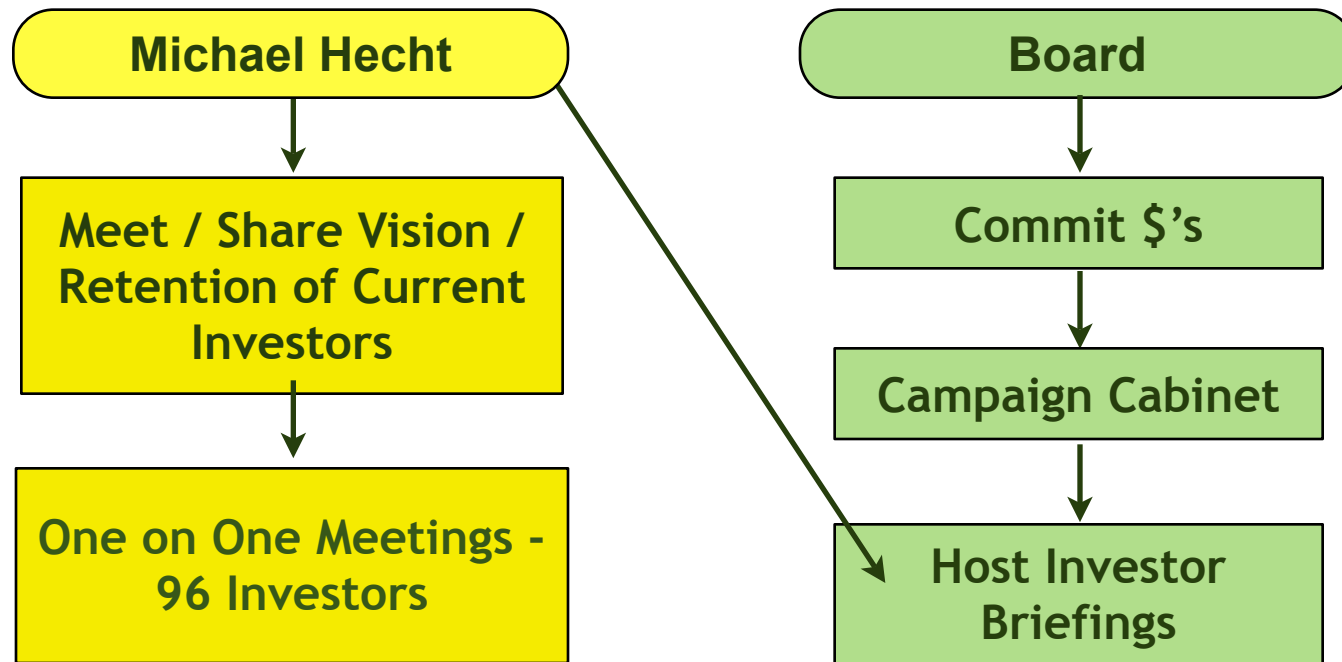 Michael Hecht
Meet / Share Vision /
Retention of Current
Investors
One on One Meetings -
96 Investors
Board
Commit $’s
Campaign Cabinet
Host Investor
Briefings